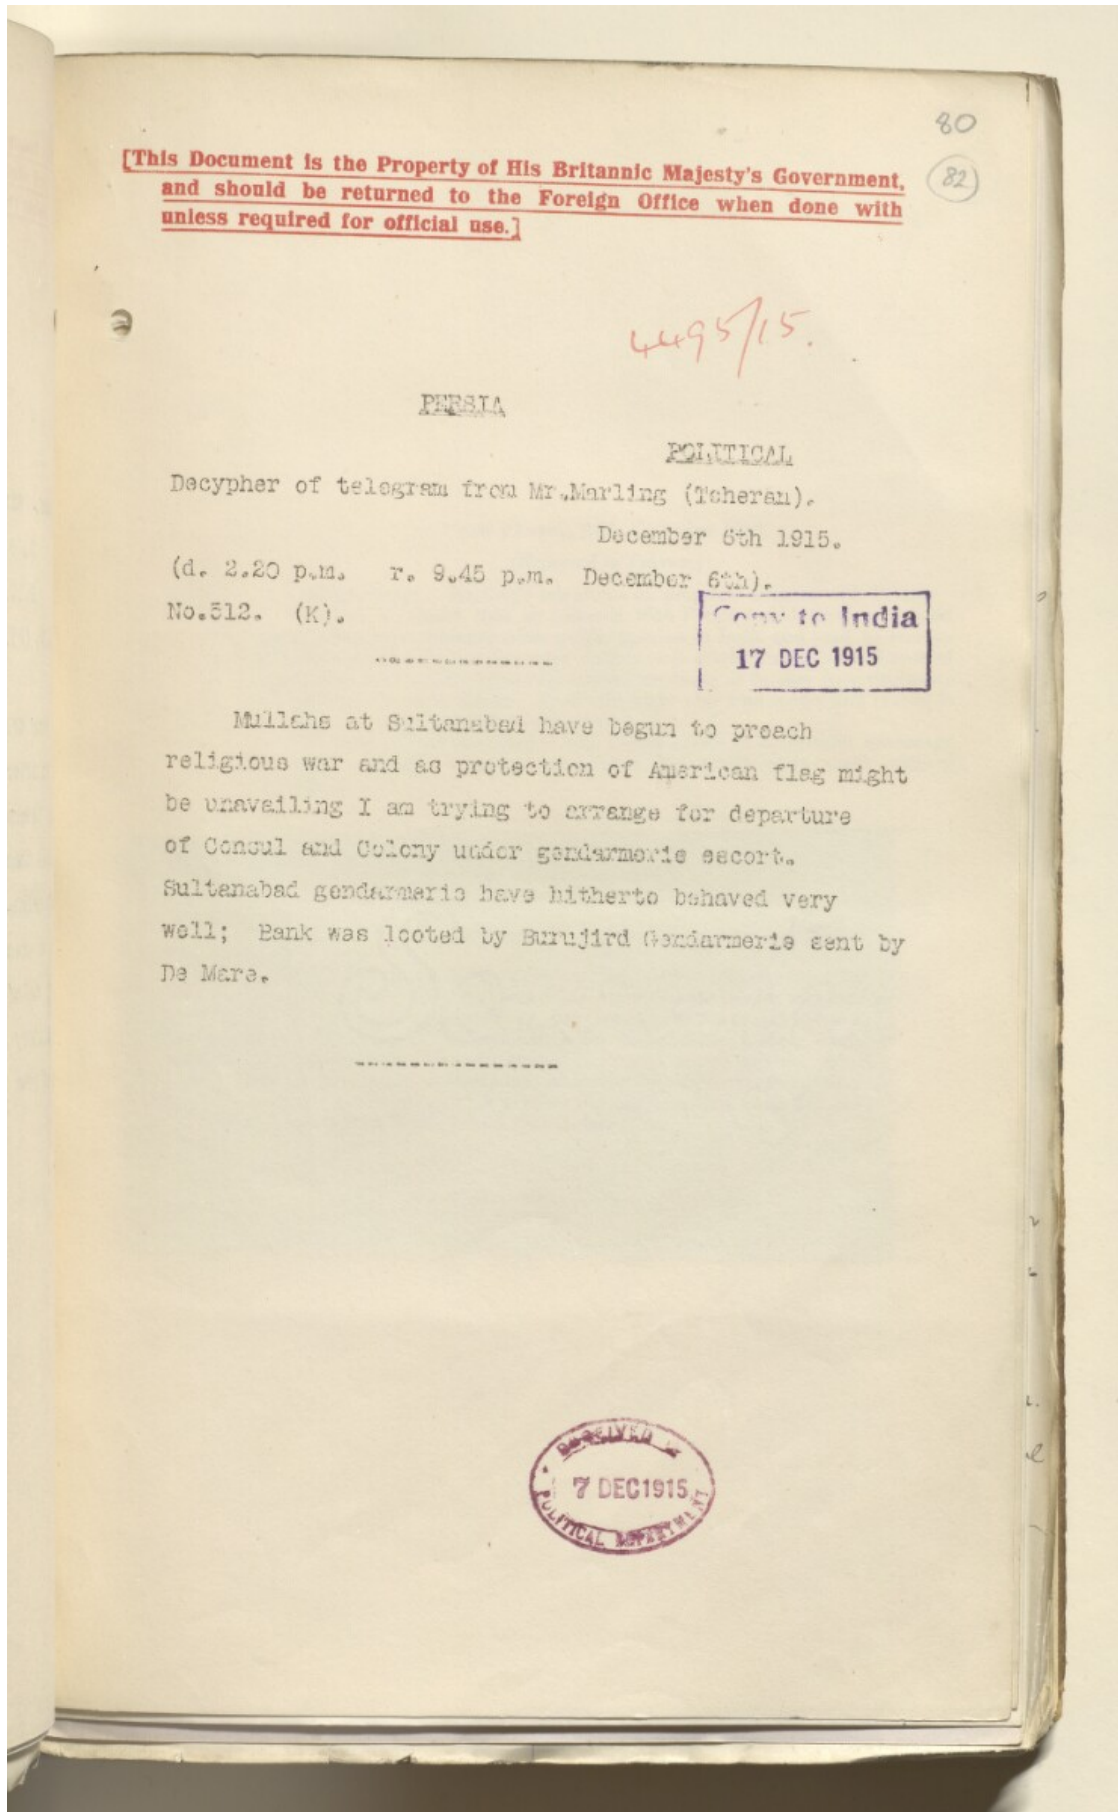 80
82
[This Document is the Property of His Britannic Majesty's Government,
and should be returned to the Foreign Office when done with
unless required for official use.]
4495/15.
PERSIA
POLITICAL
Decypher of telegram from Mr. Marling (Teheran).
December 6th 1915.
(d. 2.20 p.m. r. 9.45 p.m. December 6th).
No.512. (K).
Copy to India
17 DEC 1915
Mullahs at Sultanabad have begun to preach
religious war and as protection of American flag might
be unavailing I am trying to arrange for departure
of Consul and Colony under gendarmerie escort.
Sultanabad gendarmerie have hitherto behaved very
well; Bank was looted by Burujird Gendarmerie sent by
De Mare.
RECEIVED
7 DEC 1915
POLITICAL DEPARTMENT